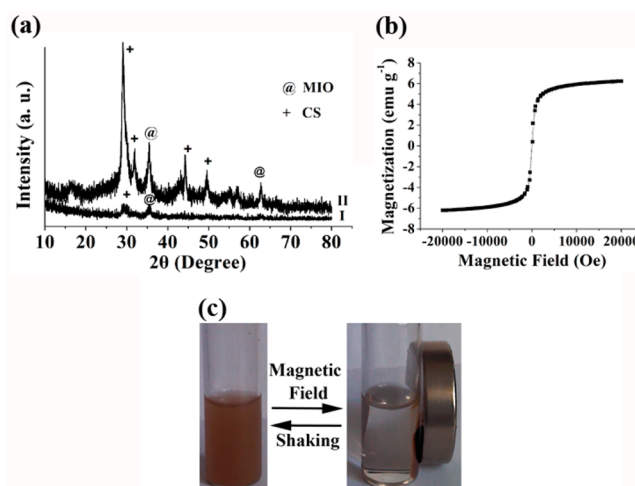 (a)
Intensity (a. u.)
+
@ MIO
+ CS
@
+
+
+
@
II
+
@
I
10 20 30 40 50 60 70 80
2θ (Degree)
(b)
Magnetization (emu g⁻¹)
8
6
4
2
0
-2
-4
-6
-8
-20000 -10000 0 10000 20000
Magnetic Field (Oe)
(c)
Magnetic
Field
Shaking